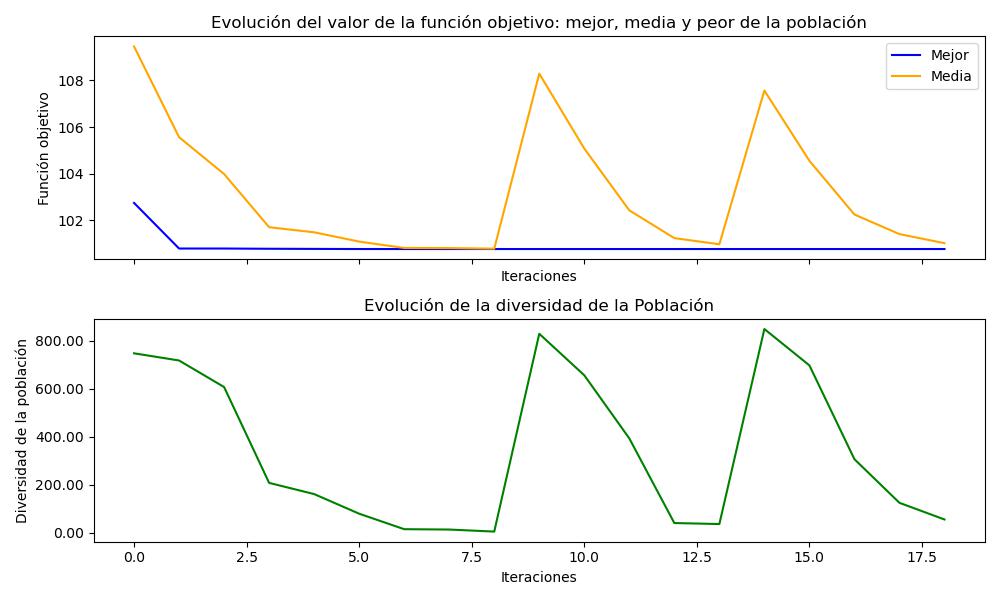 Evolución del valor de la función objetivo: mejor, media y peor de la población
Función objetivo
108
106
104
102
Mejor
Media
Iteraciones
Evolución de la diversidad de la Población
Diversidad de la población
800.00
600.00
400.00
200.00
0.00
0.0 2.5 5.0 7.5 10.0 12.5 15.0 17.5
Iteraciones